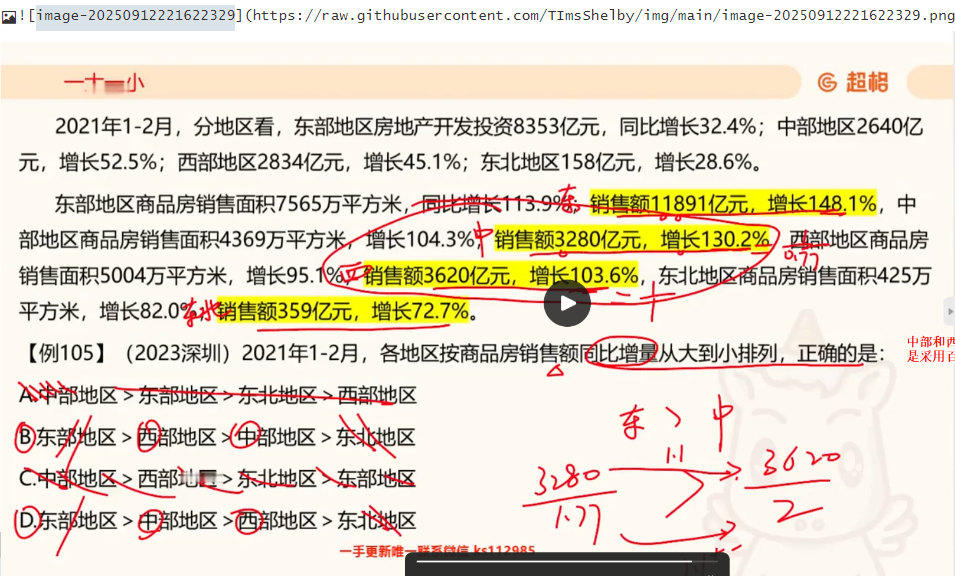 ![image-20250912221622329](https://raw.githubusercontent.com/TImsShelby/img/main/image-20250912221622329.png
超格
2021年1-2月，分地区看，东部地区房地产开发投资8353亿元，同比增长32.4%；中部地区2640亿
元，增长52.5%；西部地区2834亿元，增长45.1%；东北地区158亿元，增长28.6%。
东部地区商品房销售面积7565万平方米，同比增长113.9%，东 销售额11891亿元，增长148.1%，中
部地区商品房销售面积4369万平方米，增长104.3%，中 销售额3280亿元，增长130.2%，西部地区商品房
0.77
销售面积5004万平方米，增长95.1%，西 销售额3620亿元，增长103.6%，东北地区商品房销售面积425万
平方米，增长82.0% 东北 销售额359亿元，增长72.7%。
【例105】（2023深圳）2021年1-2月，各地区按商品房销售额同比增量从大到小排列，正确的是：
中部和西
是采用百
A.中部地区＞东部地区＞东北地区＞西部地区
B.东部地区＞西部地区＞中部地区＞东北地区
C.中部地区＞西部地区＞东北地区＞东部地区
D.东部地区＞中部地区＞西部地区＞东北地区
东 > 中
1.1
3280
1.77
3620
2
一手更新唯一联系微信 ks112985